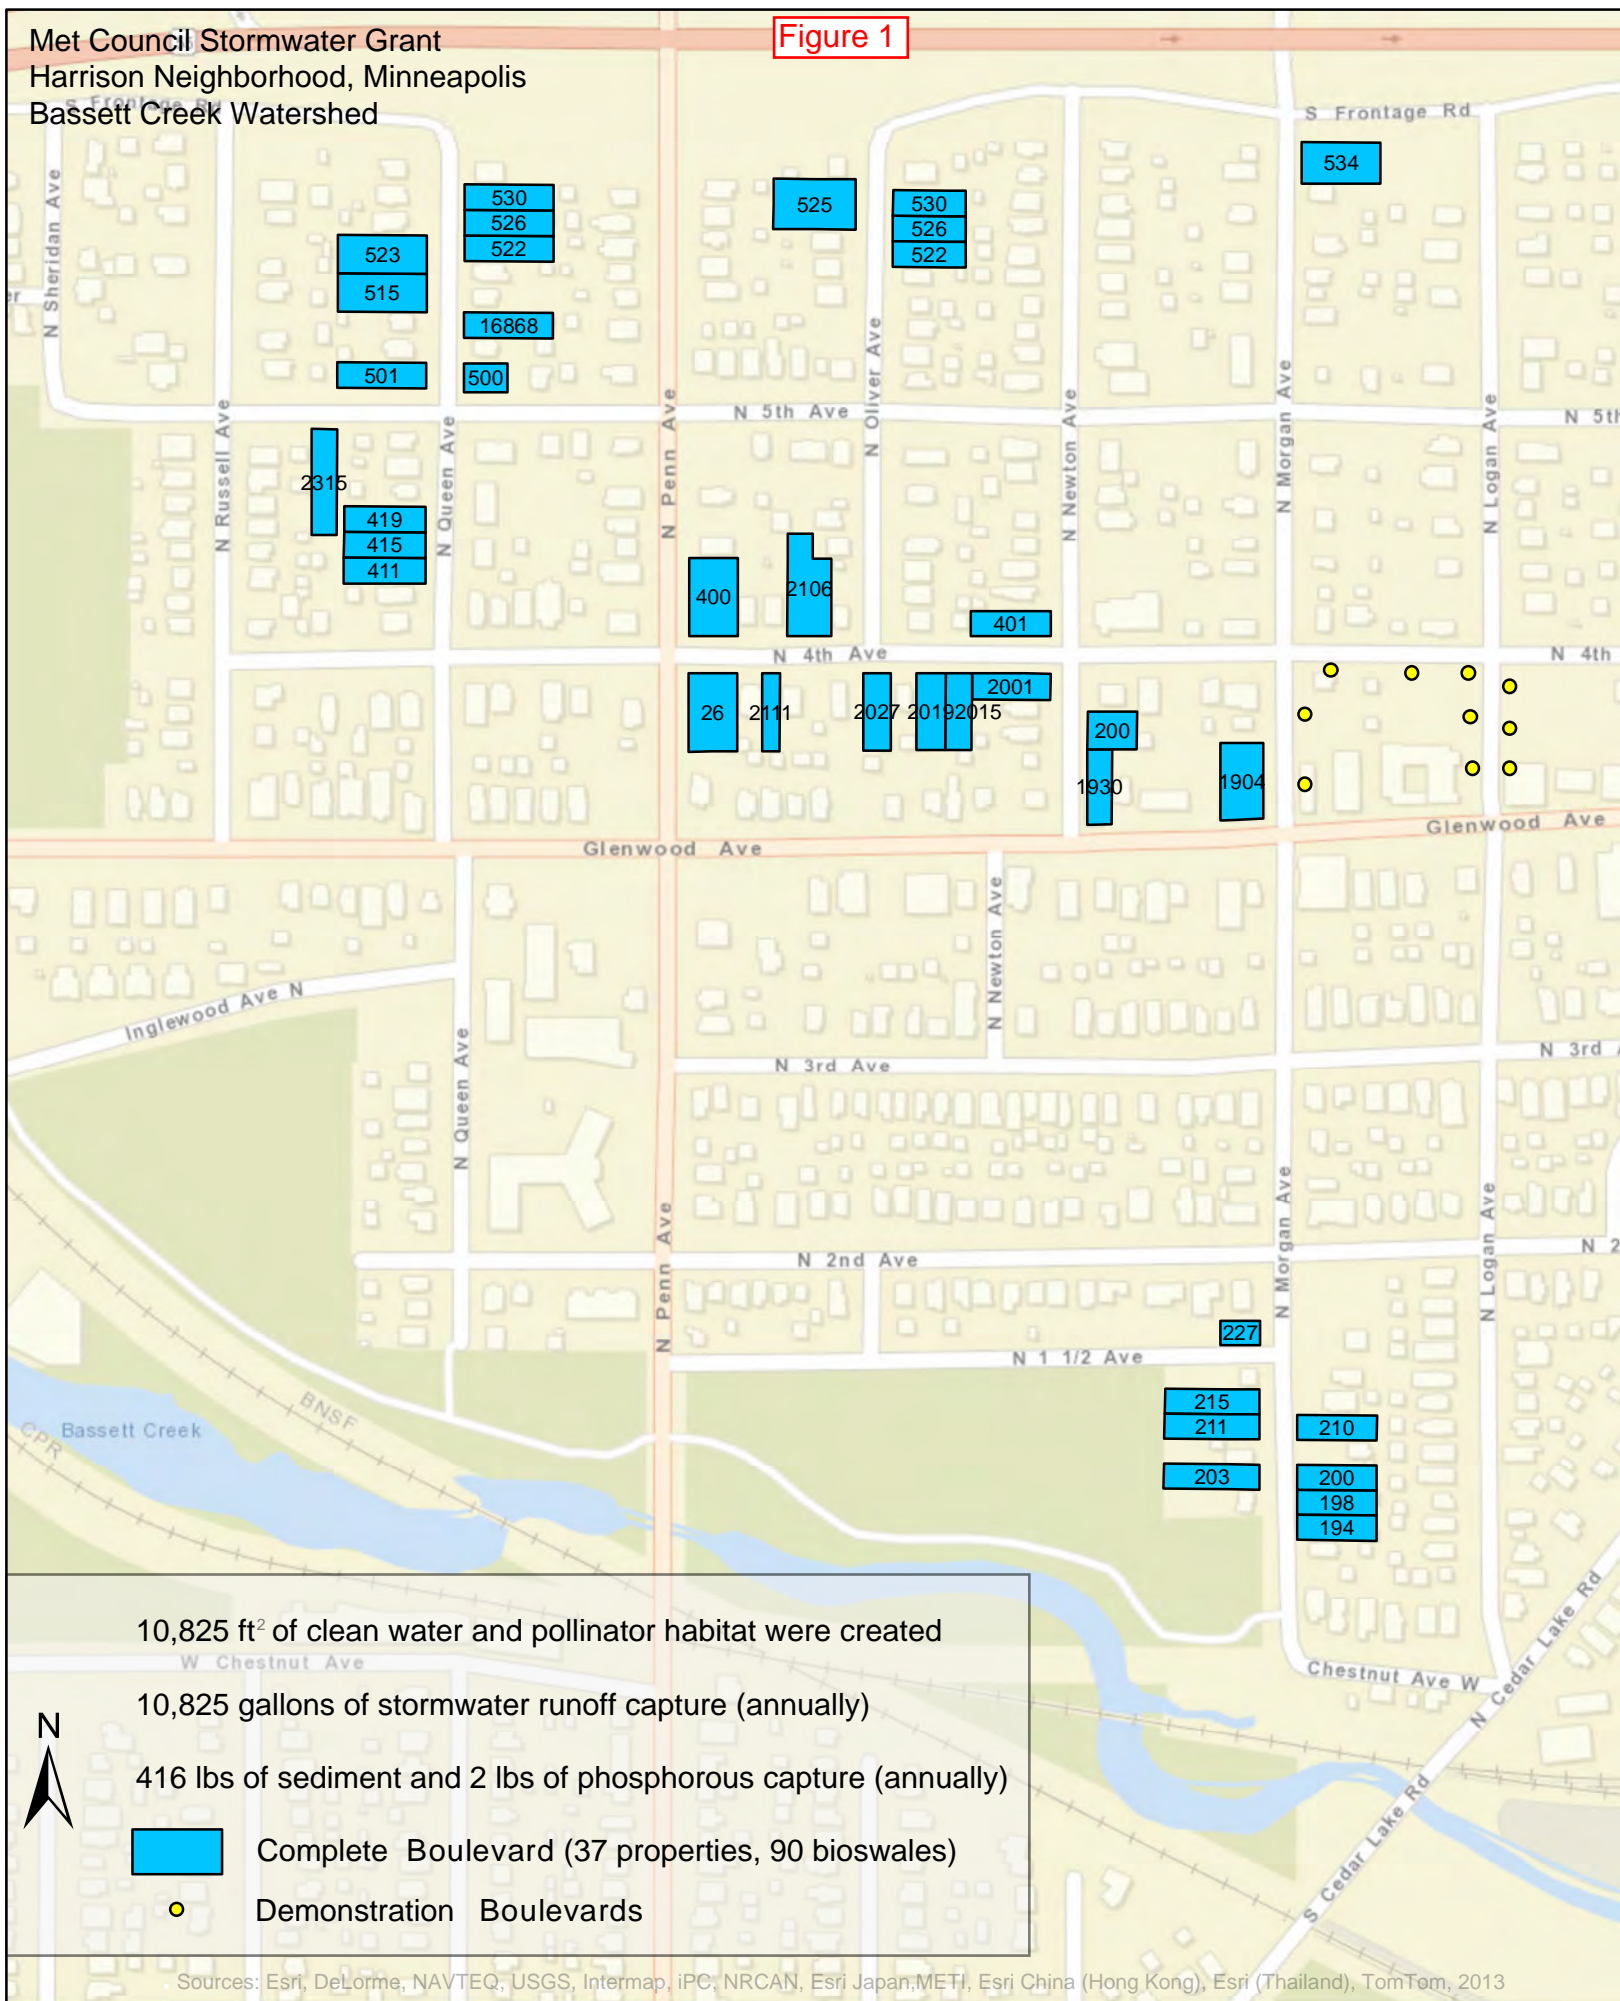 Met Council Stormwater Grant
Harrison Neighborhood, Minneapolis
Bassett Creek Watershed
Figure 1
S Frontage Rd
S Frontage Rd
N Sheridan Ave
er
534
530
526
522
525
530
526
522
523
515
16868
501
500
N Russell Ave
N Queen Ave
N Penn Ave
N 5th Ave
N Oliver Ave
N Newton Ave
N Morgan Ave
N Logan Ave
N 5th
2315
419
415
411
400
2106
401
N 4th Ave
N 4th
26
2111
2027
2019
2015
2001
200
1930
1904
Glenwood Ave
Glenwood Ave
Inglewood Ave N
N Queen Ave
N Newton Ave
N 3rd Ave
N 3rd
N Penn Ave
N 2nd Ave
N Morgan Ave
N Logan Ave
N 2
227
N 1 1/2 Ave
215
211
210
203
200
198
194
BNSF
CPR
Bassett Creek
Chestnut Ave W
N Cedar Lake Rd
S Cedar Lake Rd
W Chestnut Ave
10,825 ft² of clean water and pollinator habitat were created
10,825 gallons of stormwater runoff capture (annually)
N
416 lbs of sediment and 2 lbs of phosphorous capture (annually)
Complete Boulevard (37 properties, 90 bioswales)
Demonstration Boulevards
Sources: Esri, DeLorme, NAVTEQ, USGS, Intermap, iPC, NRCAN, Esri Japan,METI, Esri China (Hong Kong), Esri (Thailand), TomTom, 2013